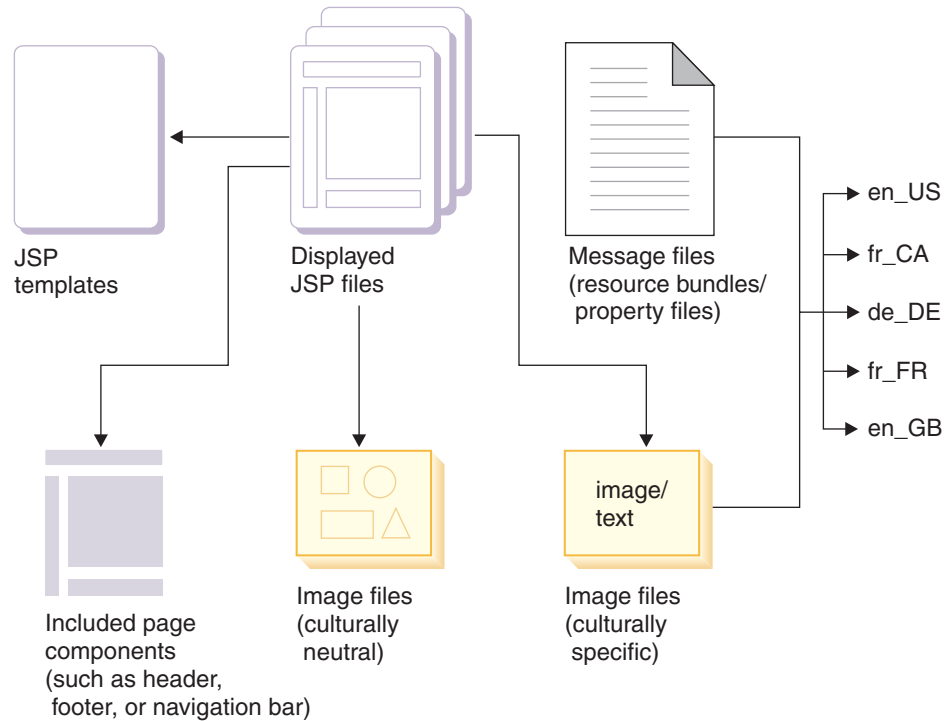 JSP
templates
Displayed
JSP files
Message files
(resource bundles/
property files)
en_US
fr_CA
de_DE
fr_FR
en_GB
image/
text
Included page
components
(such as header,
footer, or navigation bar)
Image files
(culturally
neutral)
Image files
(culturally
specific)